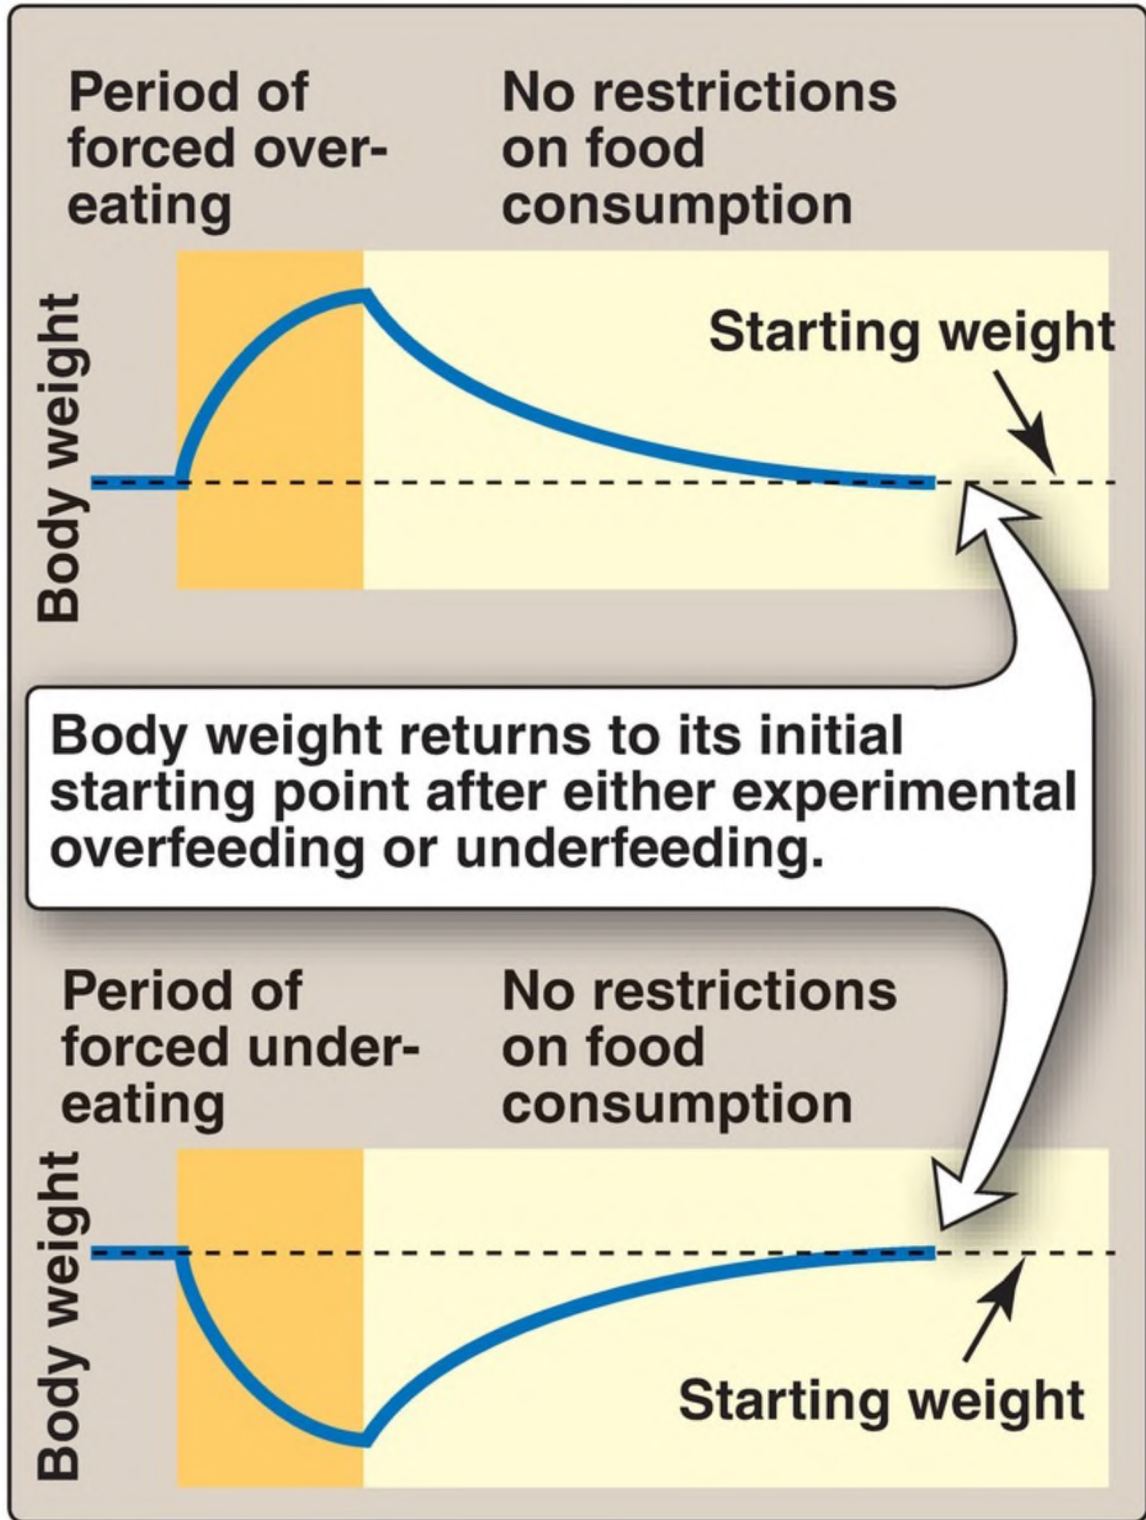 Period of
forced over-
eating
No restrictions
on food
consumption
Body weight
Starting weight
Body weight returns to its initial
starting point after either experimental
overfeeding or underfeeding.
Period of
forced under-
eating
No restrictions
on food
consumption
Body weight
Starting weight